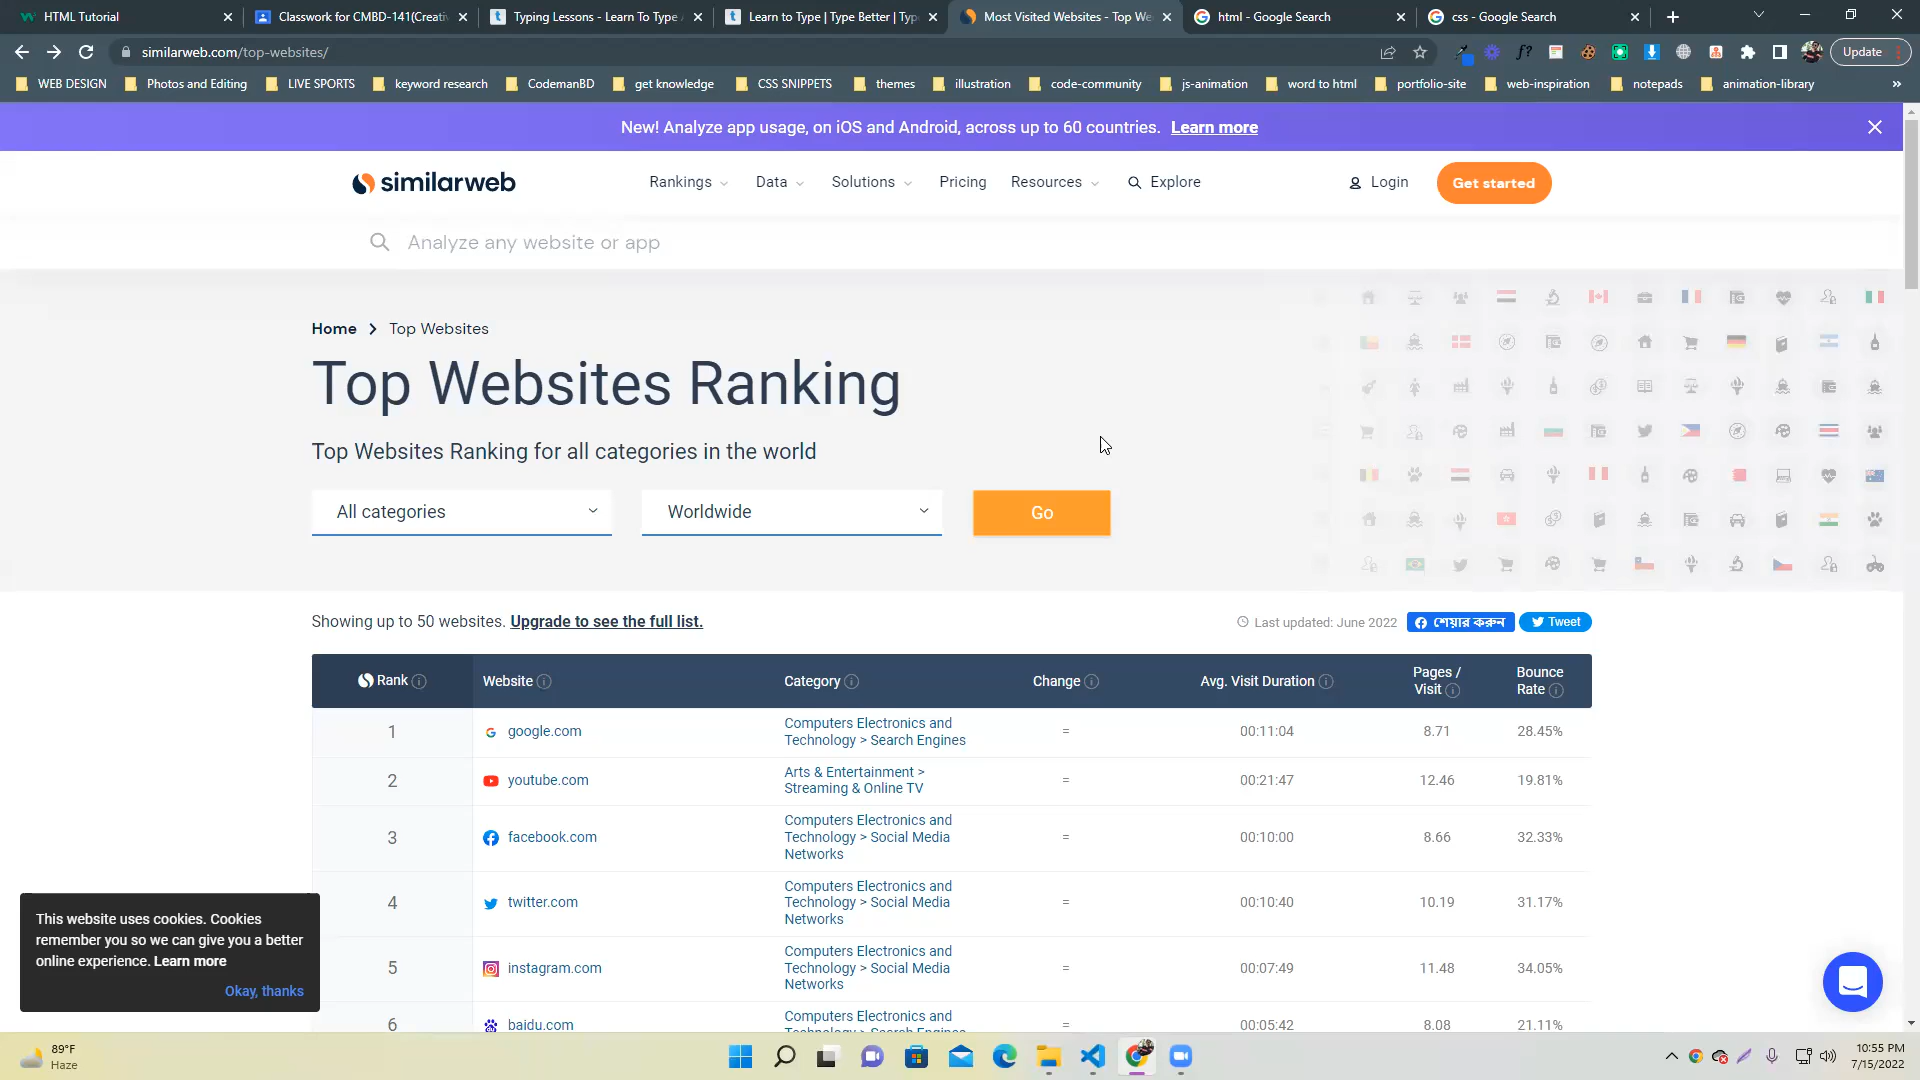 HTML Tutorial
Classwork for CMBD-141(Creati
Typing Lessons - Learn To Type
Learn to Type | Type Better | Typ
Most Visited Websites - Top We
html - Google Search
css - Google Search
similarweb.com/top-websites/
Update
WEB DESIGN Photos and Editing LIVE SPORTS keyword research CodemanBD get knowledge CSS SNIPPETS themes illustration code-community js-animation word to html portfolio-site web-inspiration notepads animation-library »
New! Analyze app usage, on iOS and Android, across up to 60 countries. Learn more
similarweb
Rankings Data Solutions Pricing Resources Explore Login Get started
Analyze any website or app
Home > Top Websites
Top Websites Ranking
Top Websites Ranking for all categories in the world
All categories Worldwide Go
Showing up to 50 websites. Upgrade to see the full list.
Last updated: June 2022 শেয়ার করুন Tweet
Rank Website Category Change Avg. Visit Duration Pages / Visit Bounce Rate
1 google.com Computers Electronics and Technology > Search Engines = 00:11:04 8.71 28.45%
2 youtube.com Arts & Entertainment > Streaming & Online TV = 00:21:47 12.46 19.81%
3 facebook.com Computers Electronics and Technology > Social Media Networks = 00:10:00 8.66 32.33%
4 twitter.com Computers Electronics and Technology > Social Media Networks = 00:10:40 10.19 31.17%
5 instagram.com Computers Electronics and Technology > Social Media Networks = 00:07:49 11.48 34.05%
6 baidu.com Computers Electronics and Technology > Search Engines = 00:05:42 8.08 21.11%
This website uses cookies. Cookies
remember you so we can give you a better
online experience. Learn more
Okay, thanks
89°F
Haze
10:55 PM
7/15/2022